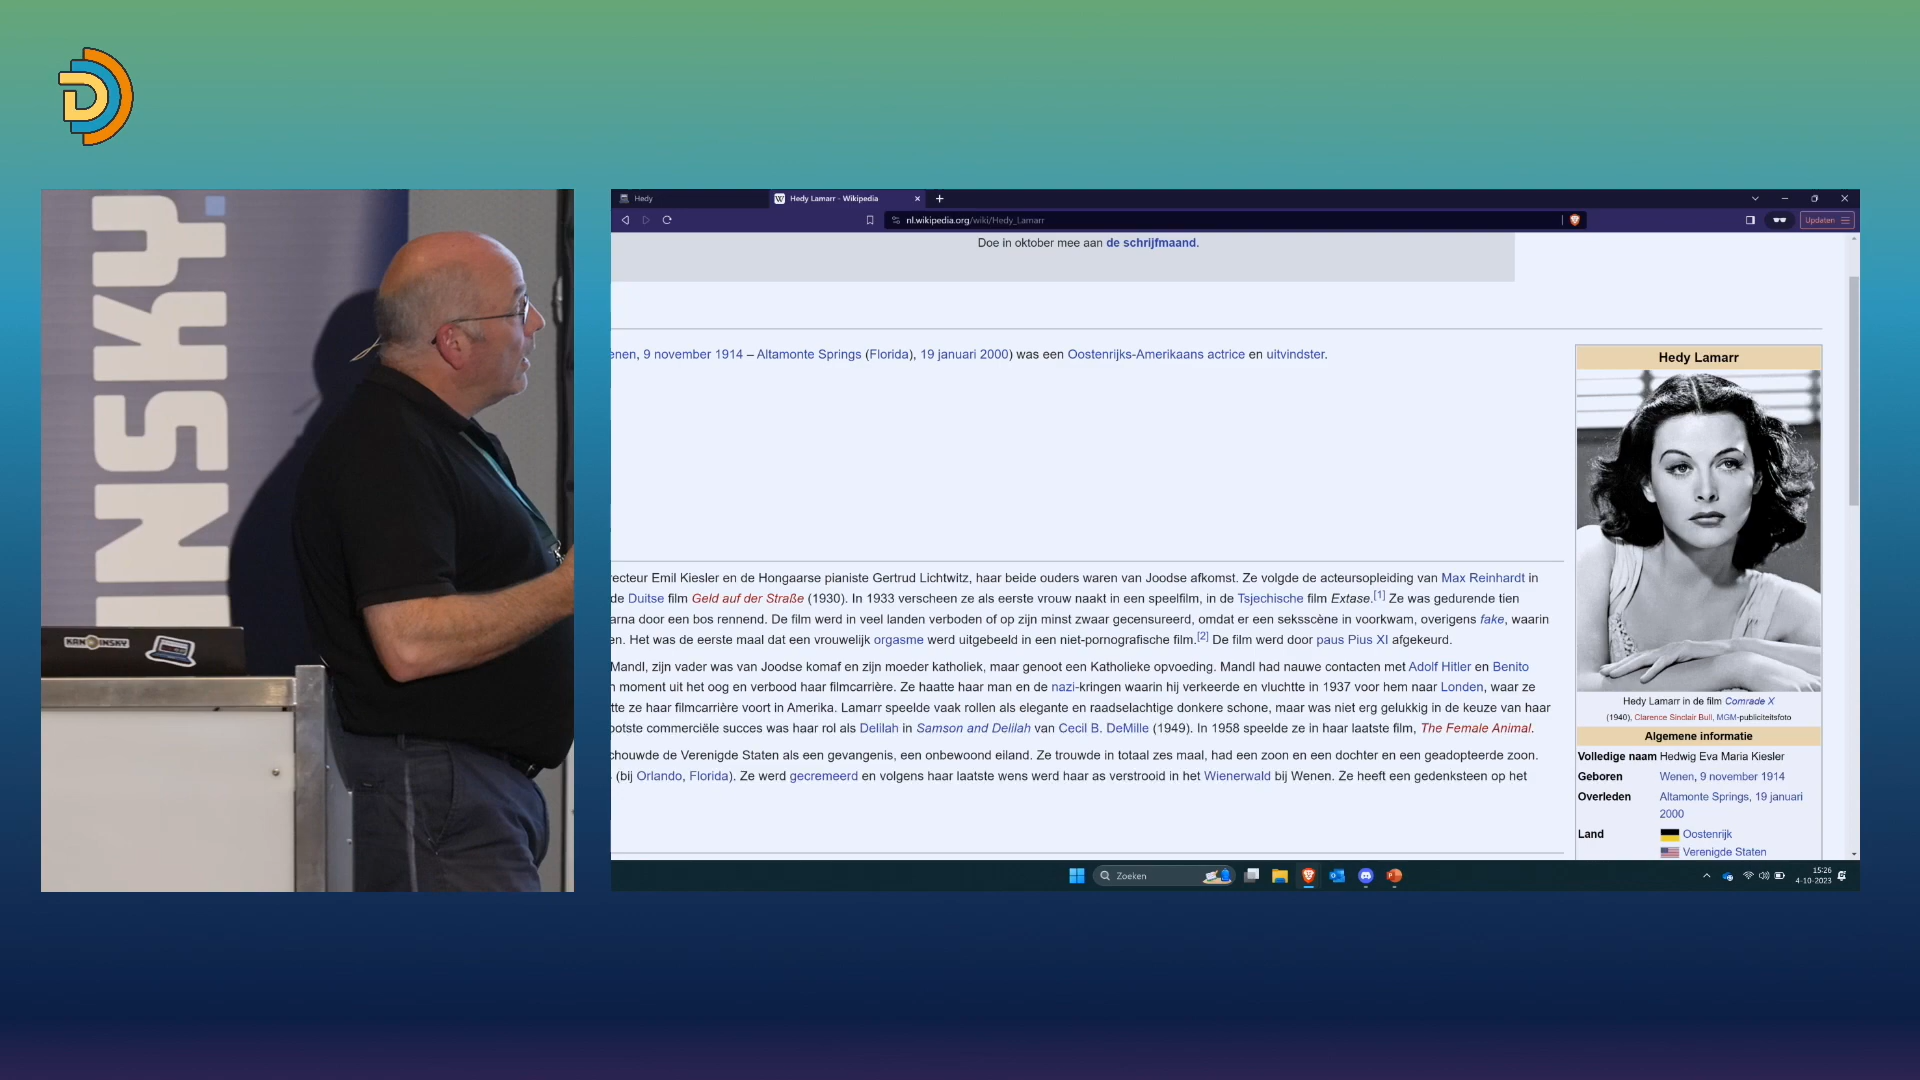 INSKY.
KAN INSKY
Hedy
Hedy Lamarr - Wikipedia
nl.wikipedia.org/wiki/Hedy_Lamarr
Updaten
Doe in oktober mee aan de schrijfmaand.
enen, 9 november 1914 – Altamonte Springs (Florida), 19 januari 2000) was een Oostenrijks-Amerikaans actrice en uitvindster.
recteur Emil Kiesler en de Hongaarse pianiste Gertrud Lichtwitz, haar beide ouders waren van Joodse afkomst. Ze volgde de acteursopleiding van Max Reinhardt in
de Duitse film Geld auf der Straße (1930). In 1933 verscheen ze als eerste vrouw naakt in een speelfilm, in de Tsjechische film Extase.[1] Ze was gedurende tien
arna door een bos rennend. De film werd in veel landen verboden of op zijn minst zwaar gecensureerd, omdat er een seksscène in voorkwam, overigens fake, waarin
en. Het was de eerste maal dat een vrouwelijk orgasme werd uitgebeeld in een niet-pornografische film.[2] De film werd door paus Pius XI afgekeurd.
Mandl, zijn vader was van Joodse komaf en zijn moeder katholiek, maar genoot een Katholieke opvoeding. Mandl had nauwe contacten met Adolf Hitler en Benito
n moment uit het oog en verbood haar filmcarrière. Ze haatte haar man en de nazi-kringen waarin hij verkeerde en vluchtte in 1937 voor hem naar Londen, waar ze
tte ze haar filmcarrière voort in Amerika. Lamarr speelde vaak rollen als elegante en raadselachtige donkere schone, maar was niet erg gelukkig in de keuze van haar
ootste commerciële succes was haar rol als Delilah in Samson and Delilah van Cecil B. DeMille (1949). In 1958 speelde ze in haar laatste film, The Female Animal.
chouwde de Verenigde Staten als een gevangenis, een onbewoond eiland. Ze trouwde in totaal zes maal, had een zoon en een dochter en een geadopteerde zoon.
(bij Orlando, Florida). Ze werd gecremeerd en volgens haar laatste wens werd haar as verstrooid in het Wienerwald bij Wenen. Ze heeft een gedenksteen op het
Hedy Lamarr
Hedy Lamarr in de film Comrade X
(1940), Clarence Sinclair Bull, MGM-publiciteitsfoto
Algemene informatie
Volledige naam Hedwig Eva Maria Kiesler
Geboren Wenen, 9 november 1914
Overleden Altamonte Springs, 19 januari
2000
Land Oostenrijk
Verenigde Staten
Zoeken
15:26
4-10-2023